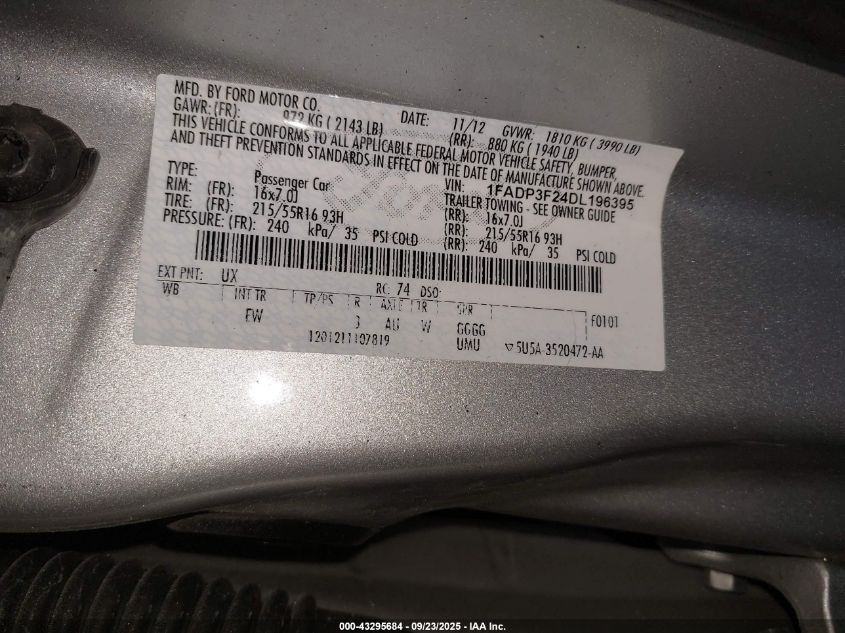 MFD. BY FORD MOTOR CO.
DATE: 11/12 GVWR: 1810 KG ( 3990 LB)
GAWR: (FR): 972 KG ( 2143 LB) (RR): 880 KG ( 1940 LB)
THIS VEHICLE CONFORMS TO ALL APPLICABLE FEDERAL MOTOR VEHICLE SAFETY, BUMPER,
AND THEFT PREVENTION STANDARDS IN EFFECT ON THE DATE OF MANUFACTURE SHOWN ABOVE.
VIN: 1FADP3F24DL196395
TYPE: Passenger Car TRAILER TOWING - SEE OWNER GUIDE
RIM: (FR): 16x7.0J (RR): 16x7.0J
TIRE: (FR): 215/55R16 93H (RR): 215/55R16 93H
PRESSURE: (FR): 240 kPa/ 35 PSI COLD (RR): 240 kPa/ 35 PSI COLD
EXT PNT: UX RC: 74 DSO:
WB INT TR TP/PS R AXLE TR SPR F0101
EW AU W GGGG
1201211107819 UMU 5U5A-3520472-AA
000-43295684 - 09/23/2025 - IAA Inc.